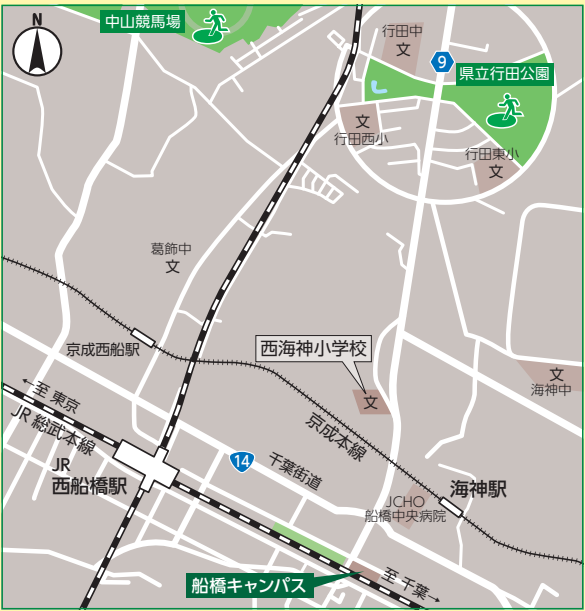 中山競馬場
N
行田中
文
9
県立行田公園
文
行田西小
行田東小
文
葛飾中
文
京成西船駅
西海神小学校
文
文
海神中
←至 東京
JR 総武本線
京成本線
JR
西船橋駅
14
千葉街道
海神駅
JCHO
船橋中央病院
船橋キャンパス
至 千葉→